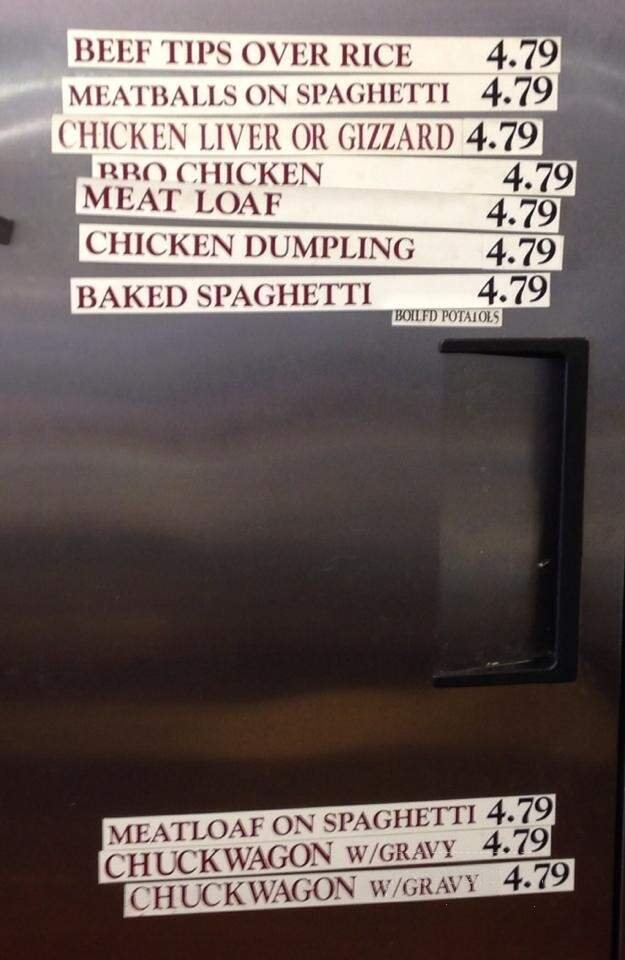 BEEF TIPS OVER RICE 4.79
MEATBALLS ON SPAGHETTI 4.79
CHICKEN LIVER OR GIZZARD 4.79
BBQ CHICKEN 4.79
MEAT LOAF 4.79
CHICKEN DUMPLING 4.79
BAKED SPAGHETTI 4.79
BOILED POTATOES
MEATLOAF ON SPAGHETTI 4.79
CHUCKWAGON W/GRAVY 4.79
CHUCKWAGON W/GRAVY 4.79